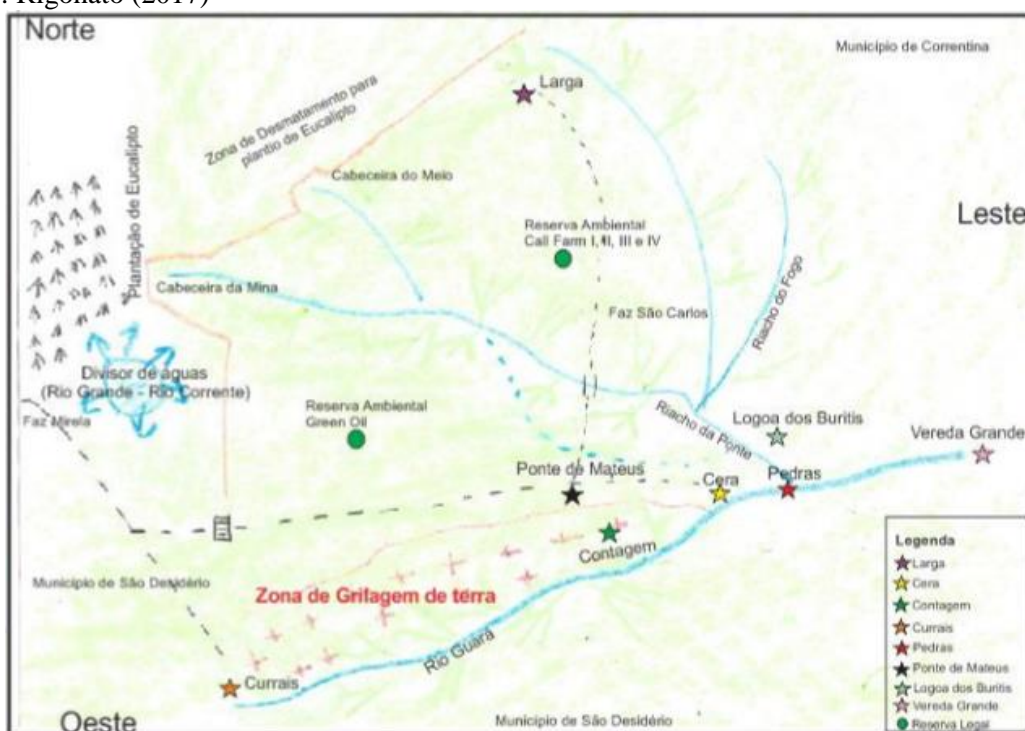 . Rigonato (2017)
Norte
Município de Correntina
Larga
Zona de Desmatamento para
plantio de Eucalipto
Cabeceira do Meio
Plantação de Eucalipto
Leste
Reserva Ambiental
Call Farm I, II, III e IV
Cabeceira da Mina
Faz São Carlos
Riacho do Fogo
Divisor de águas
(Rio Grande - Rio Corrente)
Faz Mirela
Reserva Ambiental
Green Oil
Riacho da Ponte
Logoa dos Buritis
Vereda Grande
Ponte de Mateus
Cera
Pedras
Contagem
Município de São Desidério
Zona de Grifagem de terra
Rio Guará
Currais
Oeste
Município de São Desidério
Legenda
Larga
Cera
Contagem
Currais
Pedras
Ponte de Mateus
Lagoa dos Buritis
Vereda Grande
Reserva Legal